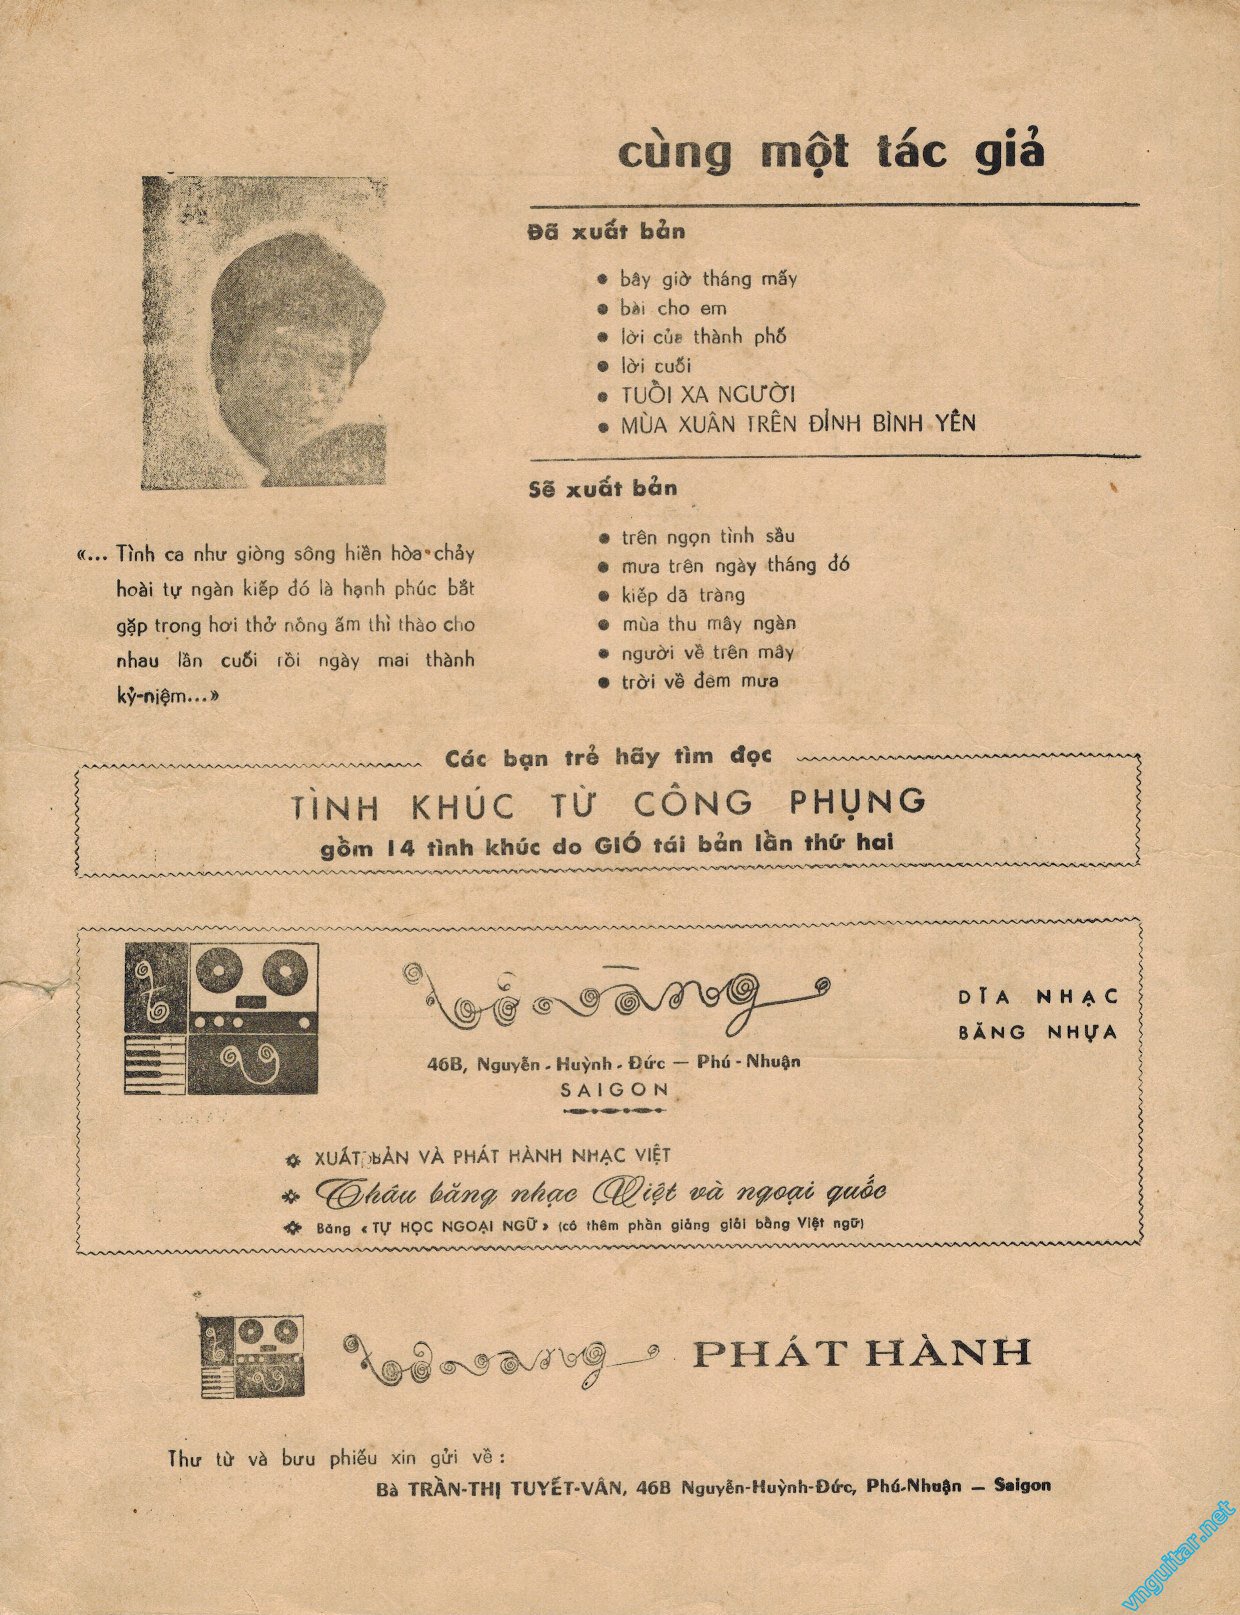 cùng một tác giả
Đã xuất bản
• bây giờ tháng mấy
• bài cho em
• lời của thành phố
• lời cuối
• TUỔI XA NGƯỜI
• MÙA XUÂN TRÊN ĐỈNH BÌNH YÊN
Sẽ xuất bản
• trên ngọn tình sầu
• mưa trên ngày tháng đó
• kiếp dã tràng
• mùa thu mây ngàn
• người về trên mây
• trời về đêm mưa
«... Tình ca như giòng sông hiền hòa chảy
hoài tự ngàn kiếp đó là hạnh phúc bắt
gặp trong hơi thở nồng ấm thì thào cho
nhau lần cuối rồi ngày mai thành
kỷ-niệm...»
Các bạn trẻ hãy tìm đọc
TÌNH KHÚC TỪ CÔNG PHỤNG
gồm 14 tình khúc do GIÓ tái bản lần thứ hai
DĨA NHẠC
BĂNG NHỰA
46B, Nguyễn - Huỳnh - Đức — Phú - Nhuận
SAIGON
XUẤT BẢN VÀ PHÁT HÀNH NHẠC VIỆT
Thâu băng nhạc Việt và ngoại quốc
Băng «TỰ HỌC NGOẠI NGỮ» (có thêm phần giảng giải bằng Việt ngữ)
PHÁT HÀNH
Thư từ và bưu phiếu xin gửi về :
Bà TRẦN-THỊ TUYẾT-VÂN, 46B Nguyễn-Huỳnh-Đức, Phú-Nhuận — Saigon
vnguitar.net